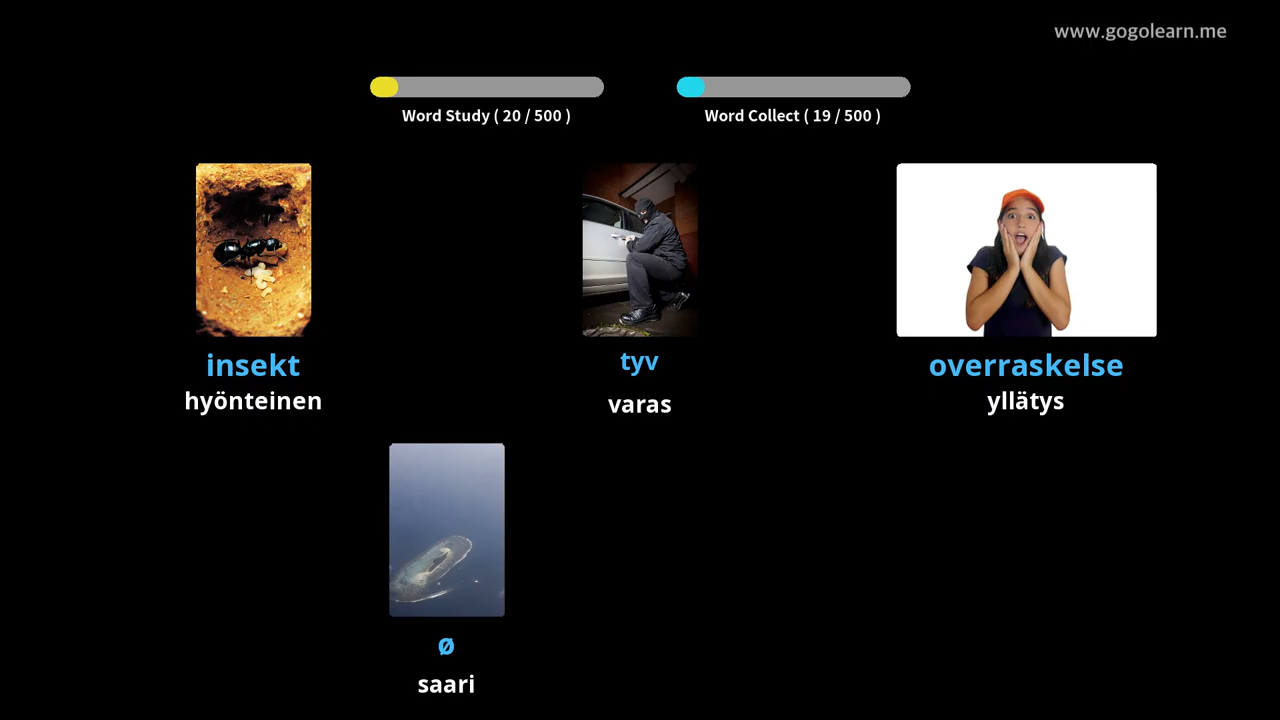 www.gogolearn.me
Word Study ( 20 / 500 )
Word Collect ( 19 / 500 )
insekt
hyönteinen
tyv
varas
overraskelse
yllätys
ø
saari